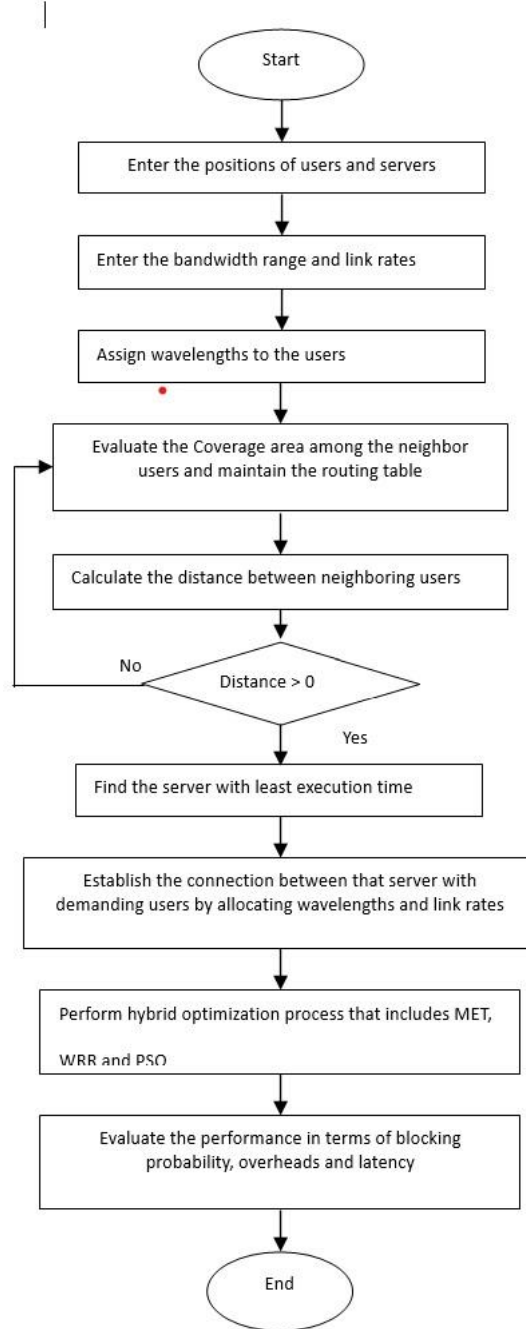 Start
Enter the positions of users and servers
Enter the bandwidth range and link rates
Assign wavelengths to the users
Evaluate the Coverage area among the neighbor
users and maintain the routing table
Calculate the distance between neighboring users
No
Distance > 0
Yes
Find the server with least execution time
Establish the connection between that server with
demanding users by allocating wavelengths and link rates
Perform hybrid optimization process that includes MET,
WRR and PSO
Evaluate the performance in terms of blocking
probability, overheads and latency
End